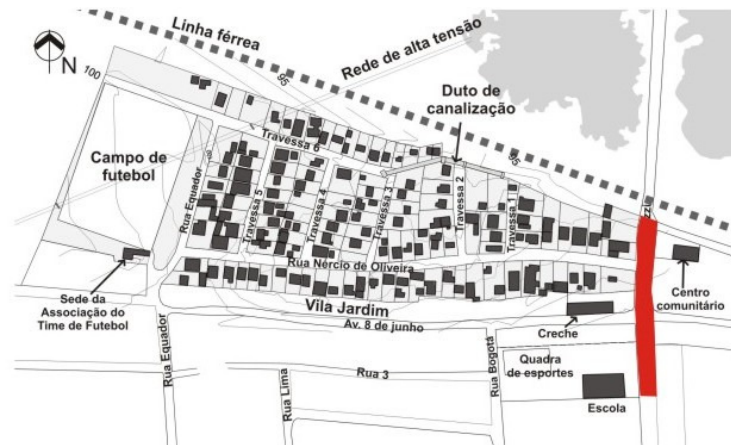 Linha férrea
Rede de alta tensão
N
100
95
Duto de
canalização
Travessa 6
95
Campo de
futebol
Rua Equador
Travessa 5
Travessa 4
Travessa 3
Travessa 2
Travessa 1
Rua Nércio de Oliveira
Sede da
Associação do
Time de Futebol
Vila Jardim
Av. 8 de junho
Creche
Centro
comunitário
Rua Equador
Rua Lima
Rua 3
Rua Bogotá
Quadra
de esportes
Escola